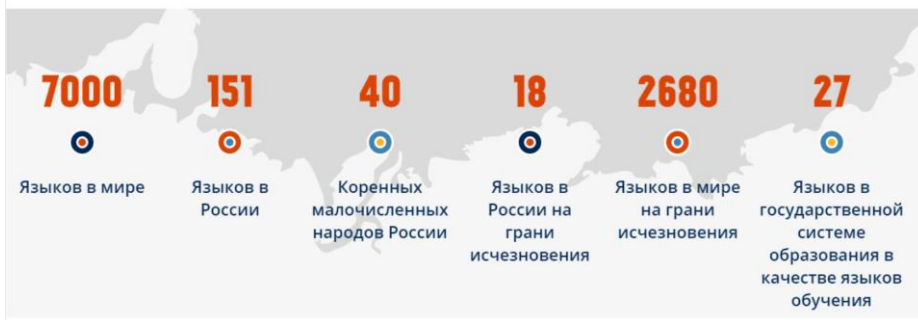 7000
Языков в мире
151
Языков в
России
40
Коренных
малочисленных
народов России
18
Языков в
России на
грани
исчезновения
2680
Языков в мире
на грани
исчезновения
27
Языков в
государственной
системе
образования в
качестве языков
обучения